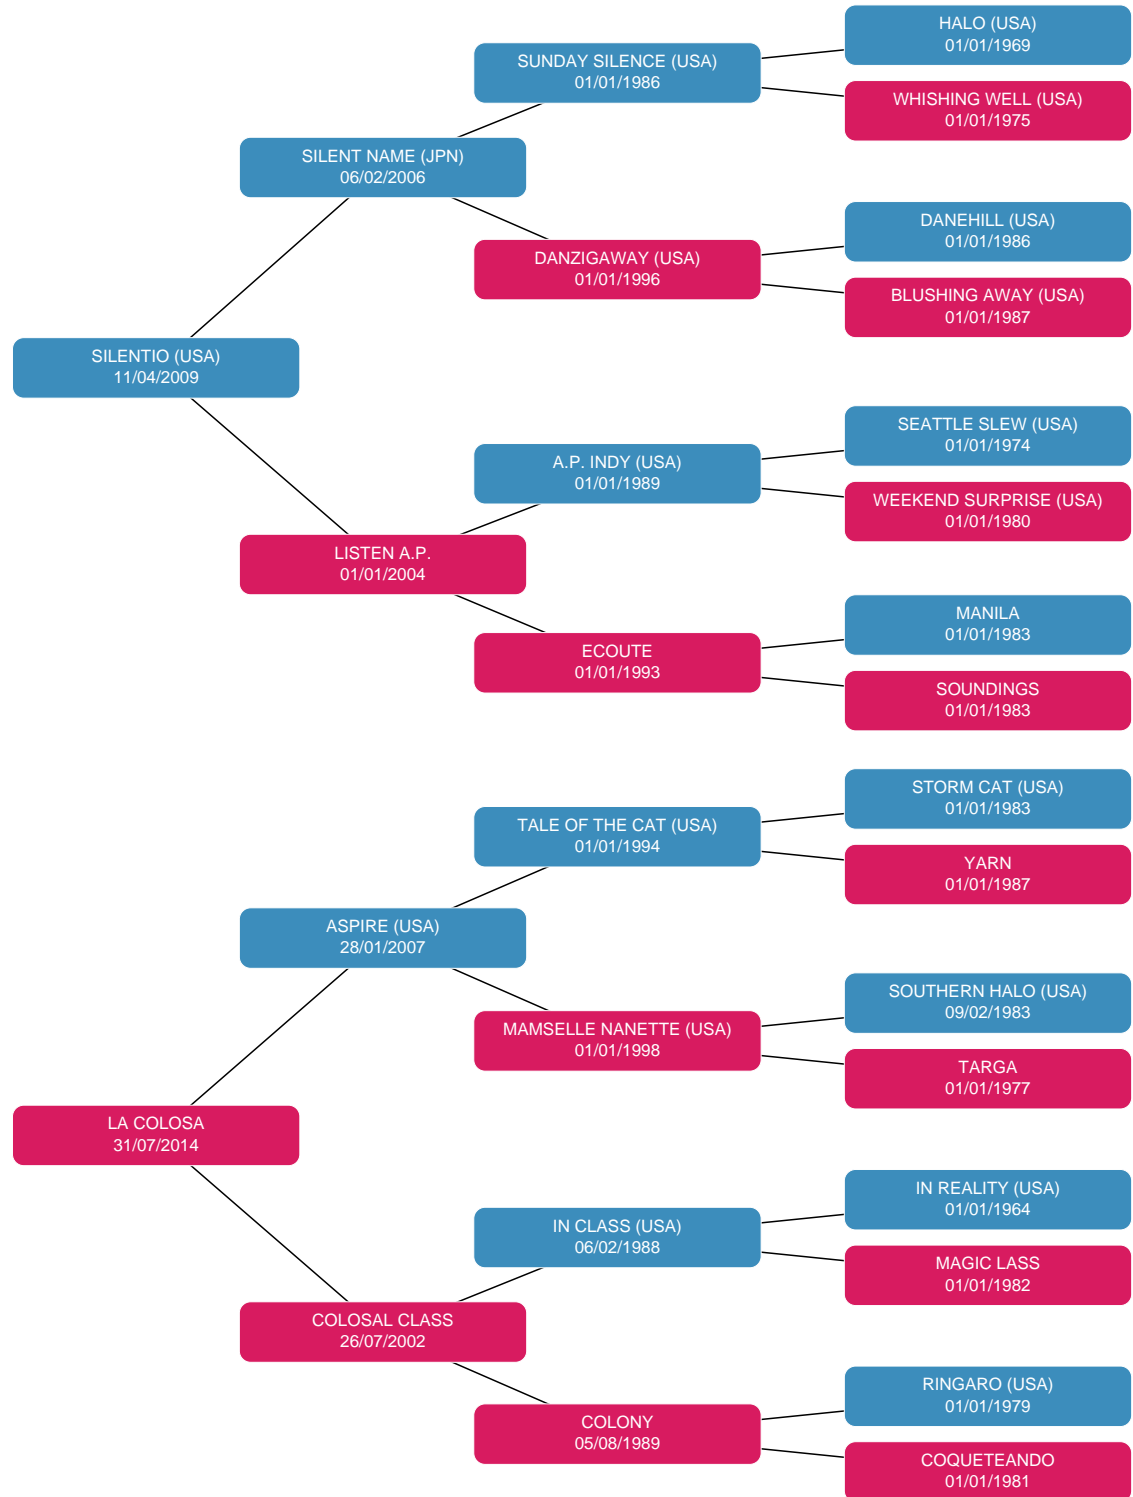 HALO (USA)
01/01/1969
SUNDAY SILENCE (USA)
01/01/1986
WHISHING WELL (USA)
01/01/1975
SILENT NAME (JPN)
06/02/2006
DANEHILL (USA)
01/01/1986
DANZIGAWAY (USA)
01/01/1996
BLUSHING AWAY (USA)
01/01/1987
SILENTIO (USA)
11/04/2009
SEATTLE SLEW (USA)
01/01/1974
A.P. INDY (USA)
01/01/1989
WEEKEND SURPRISE (USA)
01/01/1980
LISTEN A.P.
01/01/2004
MANILA
01/01/1983
ECOUTE
01/01/1993
SOUNDINGS
01/01/1983
STORM CAT (USA)
01/01/1983
TALE OF THE CAT (USA)
01/01/1994
YARN
01/01/1987
ASPIRE (USA)
28/01/2007
SOUTHERN HALO (USA)
09/02/1983
MAMSELLE NANETTE (USA)
01/01/1998
TARGA
01/01/1977
LA COLOSA
31/07/2014
IN REALITY (USA)
01/01/1964
IN CLASS (USA)
06/02/1988
MAGIC LASS
01/01/1982
COLOSAL CLASS
26/07/2002
RINGARO (USA)
01/01/1979
COLONY
05/08/1989
COQUETEANDO
01/01/1981